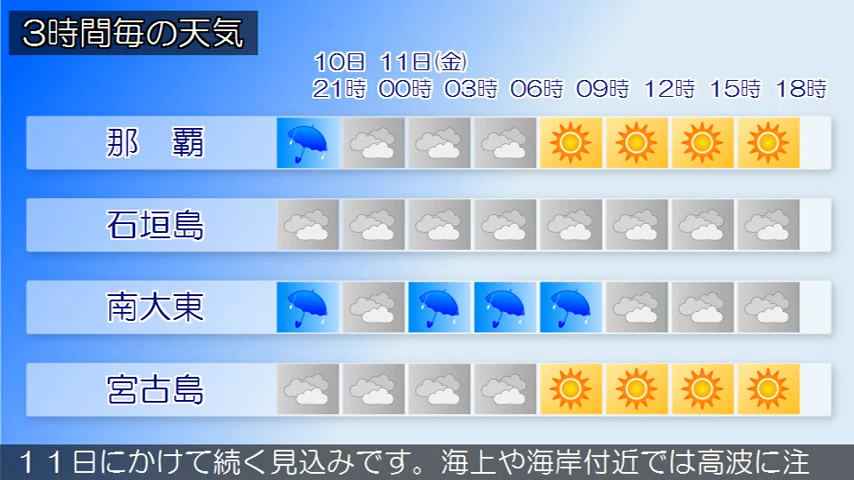 3時間毎の天気
10日 11日(金)
21時 00時 03時 06時 09時 12時 15時 18時
那　覇
石垣島
南大東
宮古島
１１日にかけて続く見込みです。海上や海岸付近では高波に注